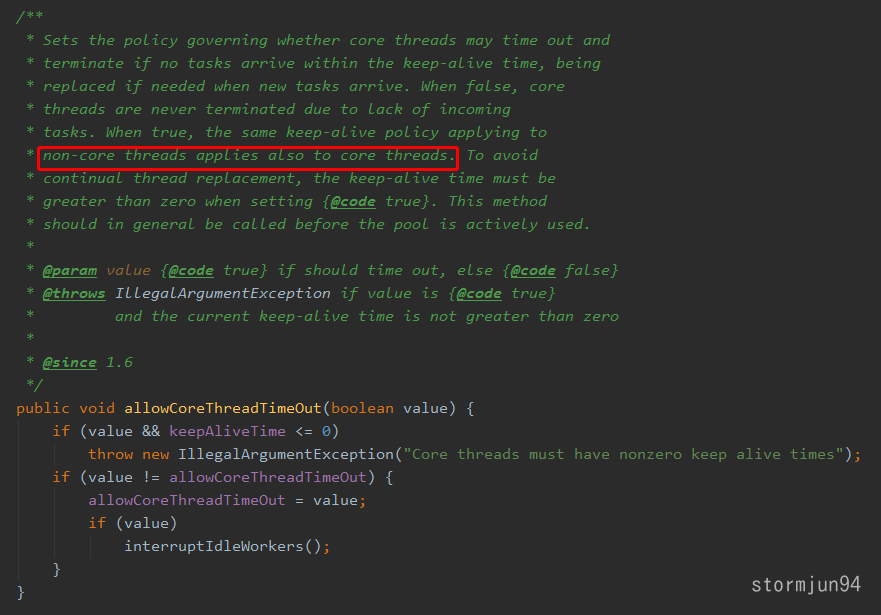 /**
 * Sets the policy governing whether core threads may time out and
 * terminate if no tasks arrive within the keep-alive time, being
 * replaced if needed when new tasks arrive. When false, core
 * threads are never terminated due to lack of incoming
 * tasks. When true, the same keep-alive policy applying to
 * non-core threads applies also to core threads. To avoid
 * continual thread replacement, the keep-alive time must be
 * greater than zero when setting {@code true}. This method
 * should in general be called before the pool is actively used.
 *
 * @param value {@code true} if should time out, else {@code false}
 * @throws IllegalArgumentException if value is {@code true}
 *         and the current keep-alive time is not greater than zero
 *
 * @since 1.6
 */
public void allowCoreThreadTimeOut(boolean value) {
    if (value && keepAliveTime <= 0)
        throw new IllegalArgumentException("Core threads must have nonzero keep alive times");
    if (value != allowCoreThreadTimeOut) {
        allowCoreThreadTimeOut = value;
        if (value)
            interruptIdleWorkers();
    }
}
stormjun94